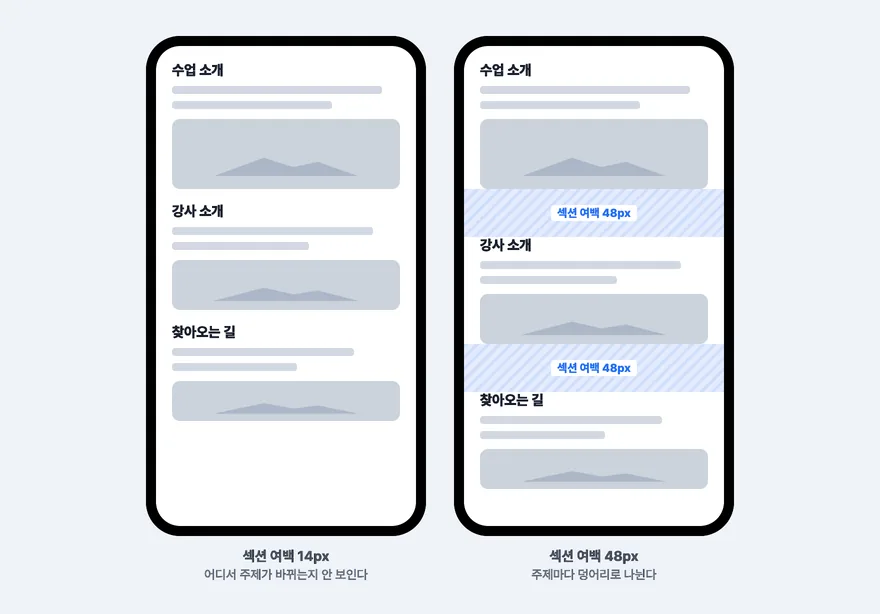 수업 소개
강사 소개
찾아오는 길
섹션 여백 14px
어디서 주제가 바뀌는지 안 보인다
수업 소개
섹션 여백 48px
강사 소개
섹션 여백 48px
찾아오는 길
섹션 여백 48px
주제마다 덩어리로 나뉜다